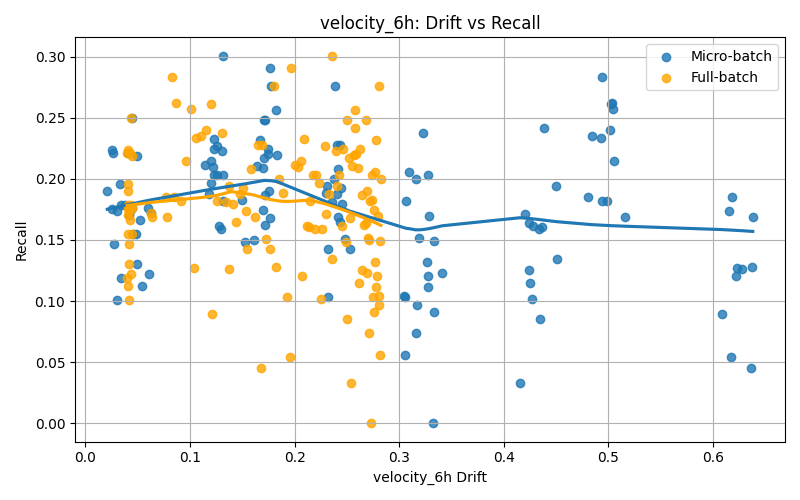 velocity_6h: Drift vs Recall
Micro-batch
Full-batch
Recall
0.30
0.25
0.20
0.15
0.10
0.05
0.00
0.0 0.1 0.2 0.3 0.4 0.5 0.6
velocity_6h Drift